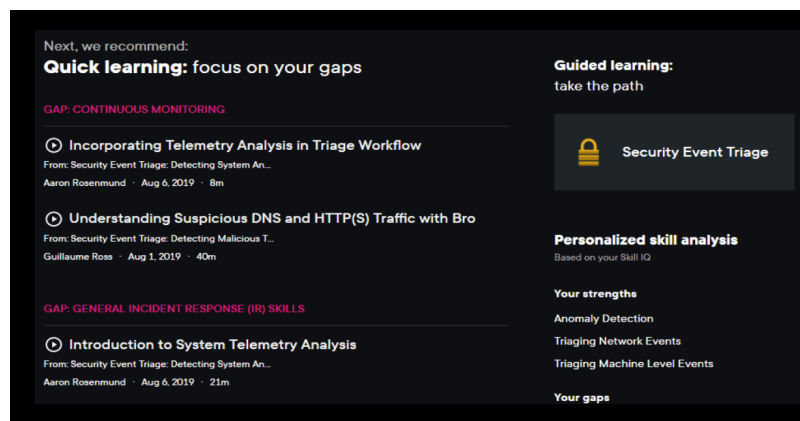 Next, we recommend:
Quick learning: focus on your gaps
GAP: CONTINUOUS MONITORING
Incorporating Telemetry Analysis in Triage Workflow
From: Security Event Triage: Detecting System An...
Aaron Rosenmund · Aug 6, 2019 · 8m
Understanding Suspicious DNS and HTTP(S) Traffic with Bro
From: Security Event Triage: Detecting Malicious T...
Guillaume Ross · Aug 1, 2019 · 40m
GAP: GENERAL INCIDENT RESPONSE (IR) SKILLS
Introduction to System Telemetry Analysis
From: Security Event Triage: Detecting System An...
Aaron Rosenmund · Aug 6, 2019 · 21m
Guided learning:
take the path
Security Event Triage
Personalized skill analysis
Based on your Skill IQ
Your strengths
Anomaly Detection
Triaging Network Events
Triaging Machine Level Events
Your gaps